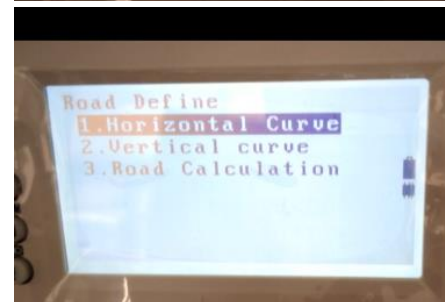 Road Define
1.Horizontal Curve
2.Vertical curve
3.Road Calculation